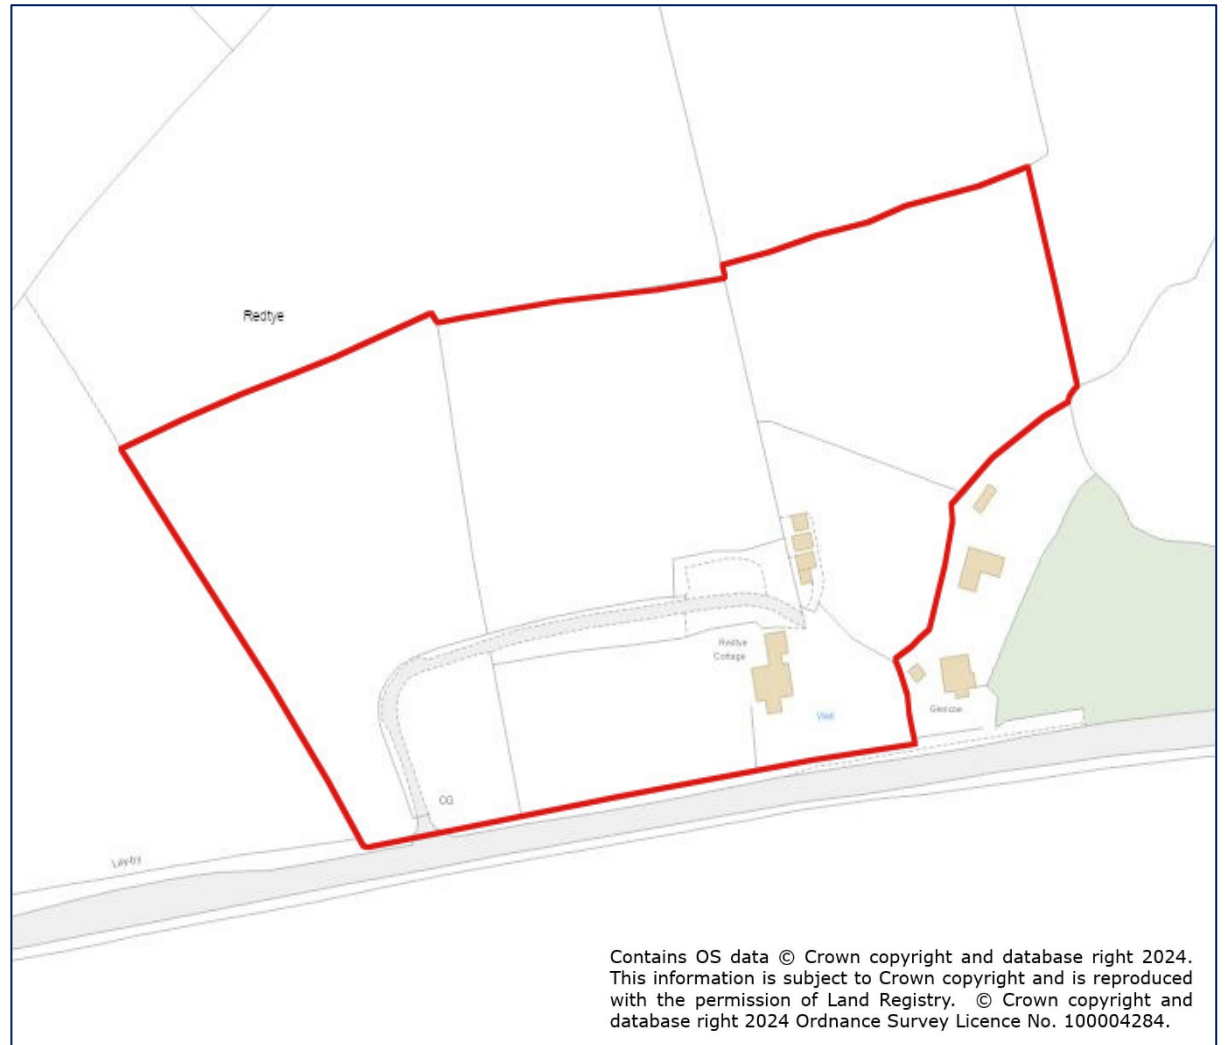 Redtye
Redtye
Cottage
Well
Glencoe
CG
Lay-by
Contains OS data © Crown copyright and database right 2024.
This information is subject to Crown copyright and is reproduced
with the permission of Land Registry. © Crown copyright and
database right 2024 Ordnance Survey Licence No. 100004284.